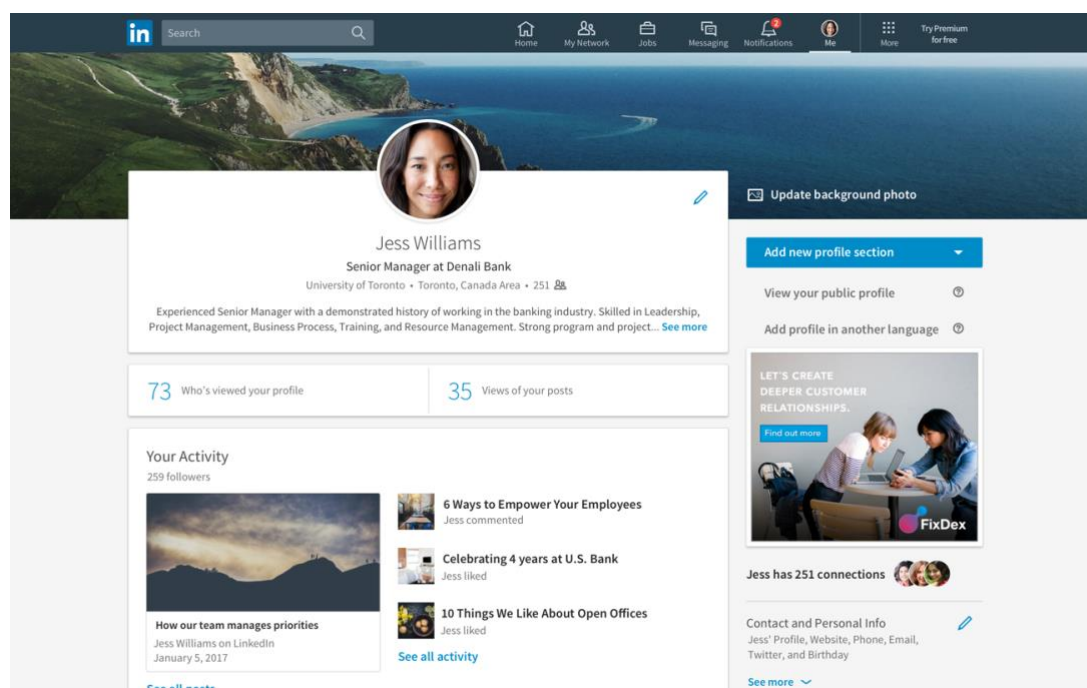 in
Search
Home
My Network
Jobs
Messaging
2
Notifications
Me
More
Try Premium
for free
Update background photo
Jess Williams
Senior Manager at Denali Bank
University of Toronto • Toronto, Canada Area • 251
Experienced Senior Manager with a demonstrated history of working in the banking industry. Skilled in Leadership,
Project Management, Business Process, Training, and Resource Management. Strong program and project... See more
73 Who's viewed your profile
35 Views of your posts
Your Activity
259 followers
How our team manages priorities
Jess Williams on LinkedIn
January 5, 2017
See all posts
6 Ways to Empower Your Employees
Jess commented
Celebrating 4 years at U.S. Bank
Jess liked
10 Things We Like About Open Offices
Jess liked
See all activity
Add new profile section
View your public profile ?
Add profile in another language ?
LET'S CREATE
DEEPER CUSTOMER
RELATIONSHIPS.
Find out more
FixDex
Jess has 251 connections
Contact and Personal Info
Jess' Profile, Website, Phone, Email,
Twitter, and Birthday
See more